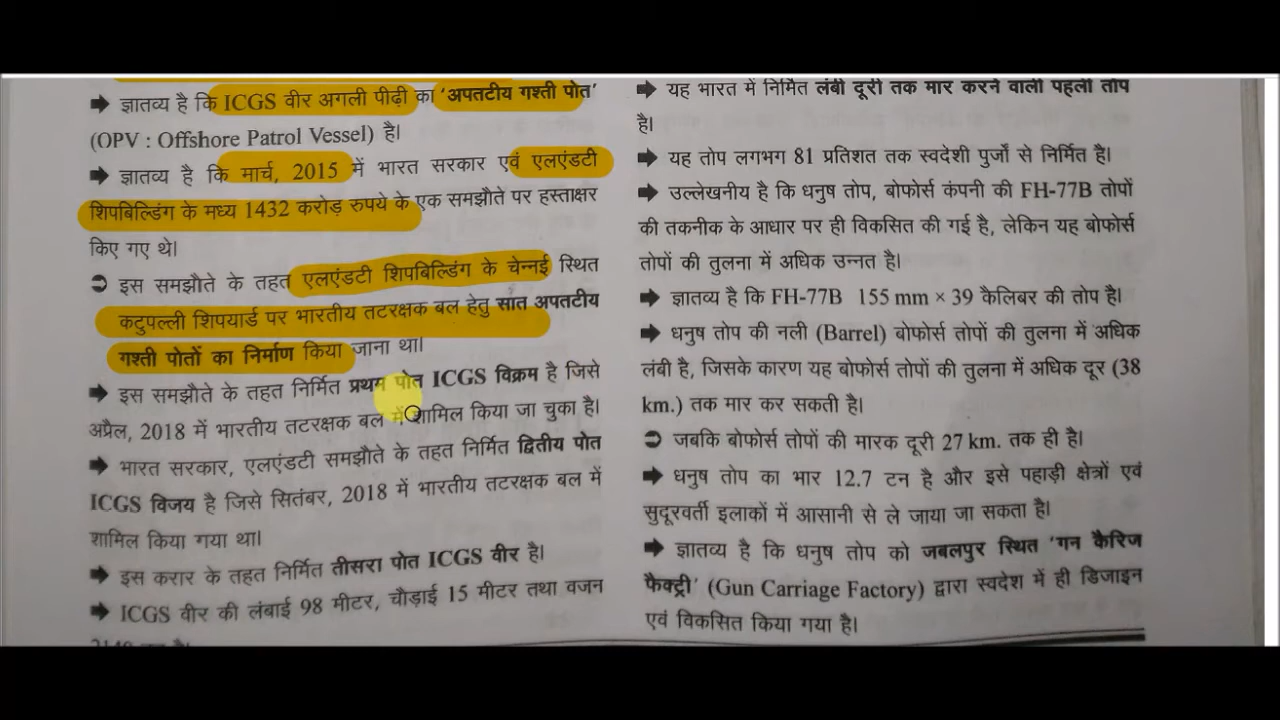 ➡ ज्ञातव्य है कि ICGS वीर अगली पीढ़ी का 'अपतटीय गश्ती पोत'
(OPV : Offshore Patrol Vessel) है।
➡ ज्ञातव्य है कि मार्च, 2015 में भारत सरकार एवं एलएंडटी
शिपबिल्डिंग के मध्य 1432 करोड़ रुपये के एक समझौते पर हस्ताक्षर
किए गए थे।
➲ इस समझौते के तहत एलएंडटी शिपबिल्डिंग के चेन्नई स्थित
कटुपल्ली शिपयार्ड पर भारतीय तटरक्षक बल हेतु सात अपतटीय
गश्ती पोतों का निर्माण किया जाना था।
➡ इस समझौते के तहत निर्मित प्रथम पोत ICGS विक्रम है जिसे
अप्रैल, 2018 में भारतीय तटरक्षक बल में शामिल किया जा चुका है।
➡ भारत सरकार, एलएंडटी समझौते के तहत निर्मित द्वितीय पोत
ICGS विजय है जिसे सितंबर, 2018 में भारतीय तटरक्षक बल में
शामिल किया गया था।
➡ इस करार के तहत निर्मित तीसरा पोत ICGS वीर है।
➡ ICGS वीर की लंबाई 98 मीटर, चौड़ाई 15 मीटर तथा वजन
➡ यह भारत में निर्मित लंबी दूरी तक मार करने वाली पहली तोप
है।
➡ यह तोप लगभग 81 प्रतिशत तक स्वदेशी पुर्जों से निर्मित है।
➡ उल्लेखनीय है कि धनुष तोप, बोफोर्स कंपनी की FH-77B तोपों
की तकनीक के आधार पर ही विकसित की गई है, लेकिन यह बोफोर्स
तोपों की तुलना में अधिक उन्नत है।
➡ ज्ञातव्य है कि FH-77B 155 mm × 39 कैलिबर की तोप है।
➡ धनुष तोप की नली (Barrel) बोफोर्स तोपों की तुलना में अधिक
लंबी है, जिसके कारण यह बोफोर्स तोपों की तुलना में अधिक दूर (38
km.) तक मार कर सकती है।
➲ जबकि बोफोर्स तोपों की मारक दूरी 27 km. तक ही है।
➡ धनुष तोप का भार 12.7 टन है और इसे पहाड़ी क्षेत्रों एवं
सुदूरवर्ती इलाकों में आसानी से ले जाया जा सकता है।
➡ ज्ञातव्य है कि धनुष तोप को जबलपुर स्थित 'गन कैरिज
फैक्ट्री' (Gun Carriage Factory) द्वारा स्वदेश में ही डिजाइन
एवं विकसित किया गया है।